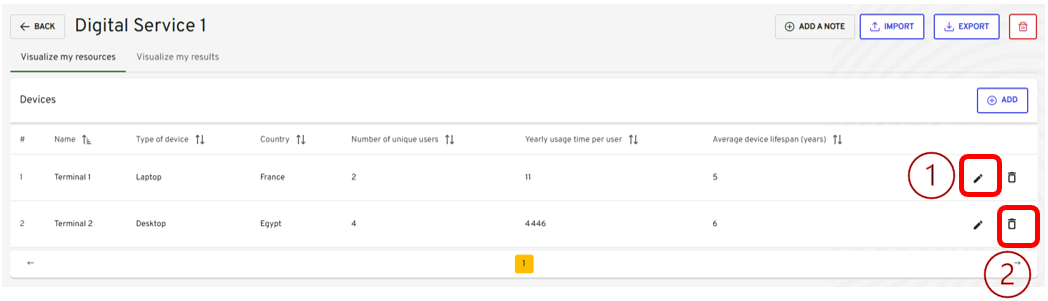 BACK Digital Service 1 ADD A NOTE IMPORT EXPORT
Visualize my resources Visualize my results
Devices ADD
# Name Type of device Country Number of unique users Yearly usage time per user Average device lifespan (years)
1 Terminal 1 Laptop France 2 11 5 1
2 Terminal 2 Desktop Egypt 4 4446 6
1 2